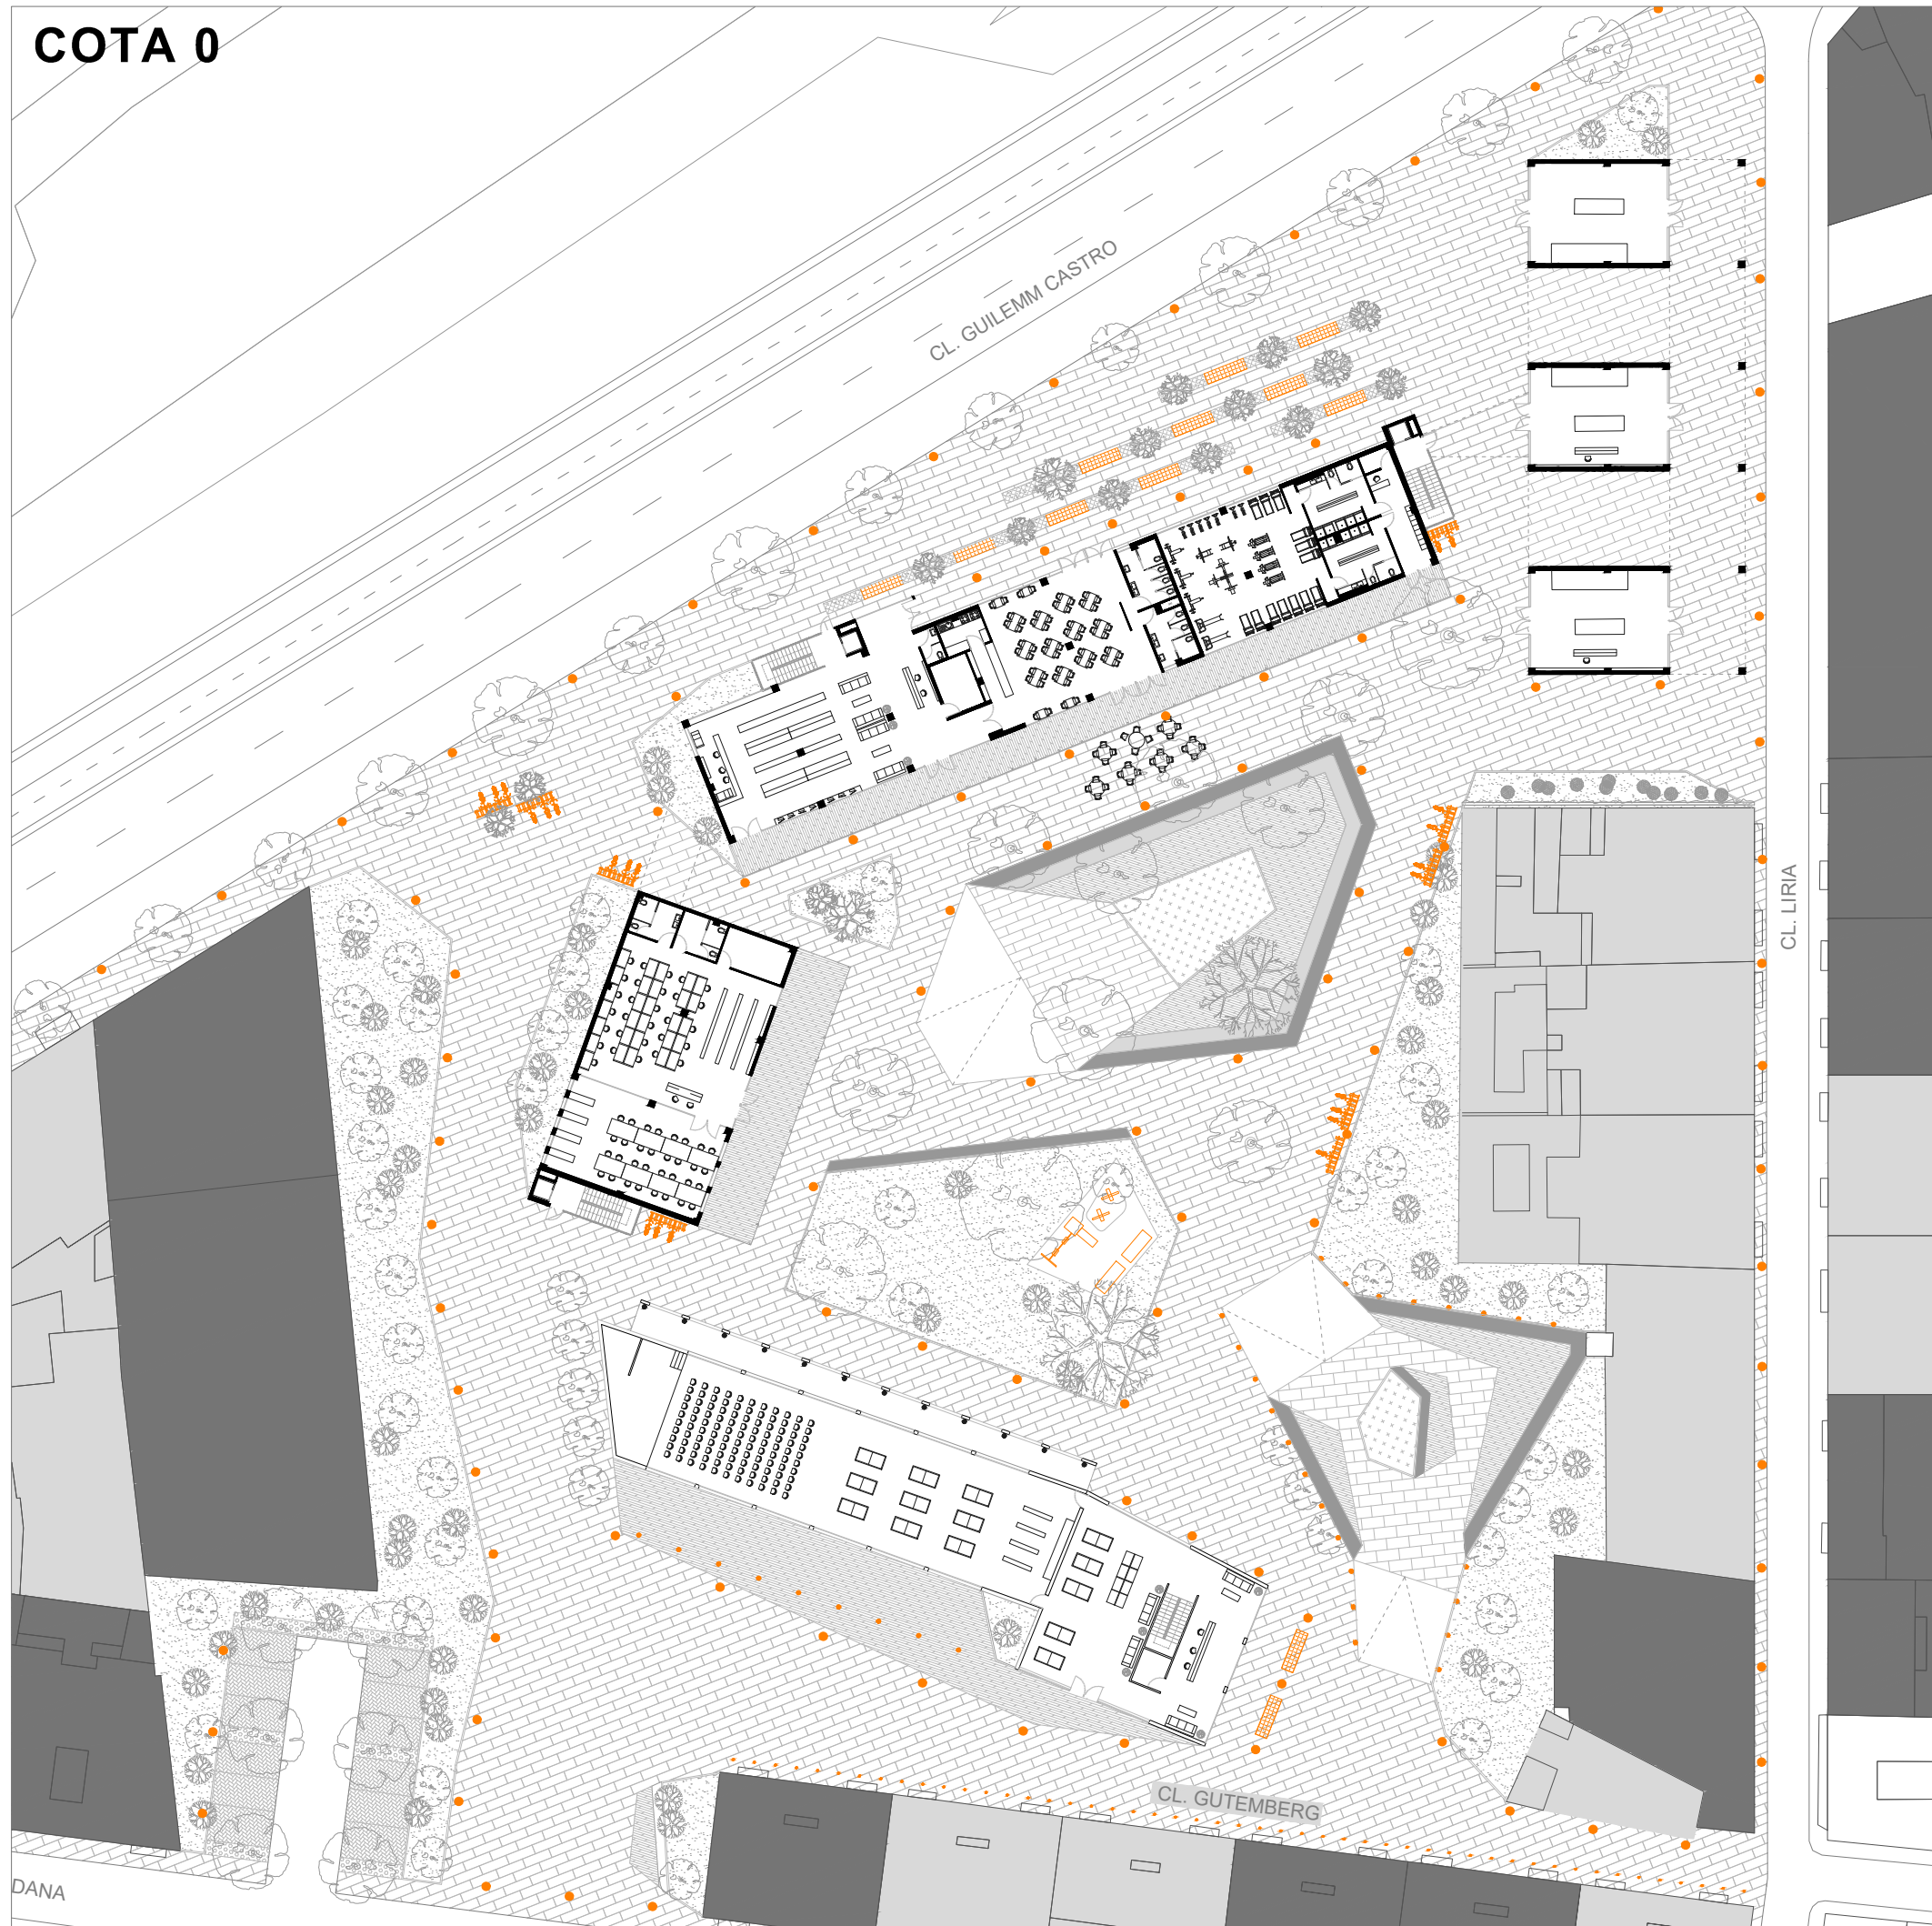 COTA 0
CL. GUILEMM CASTRO
CL. LIRIA
CL. GUTEMBERG
DANA